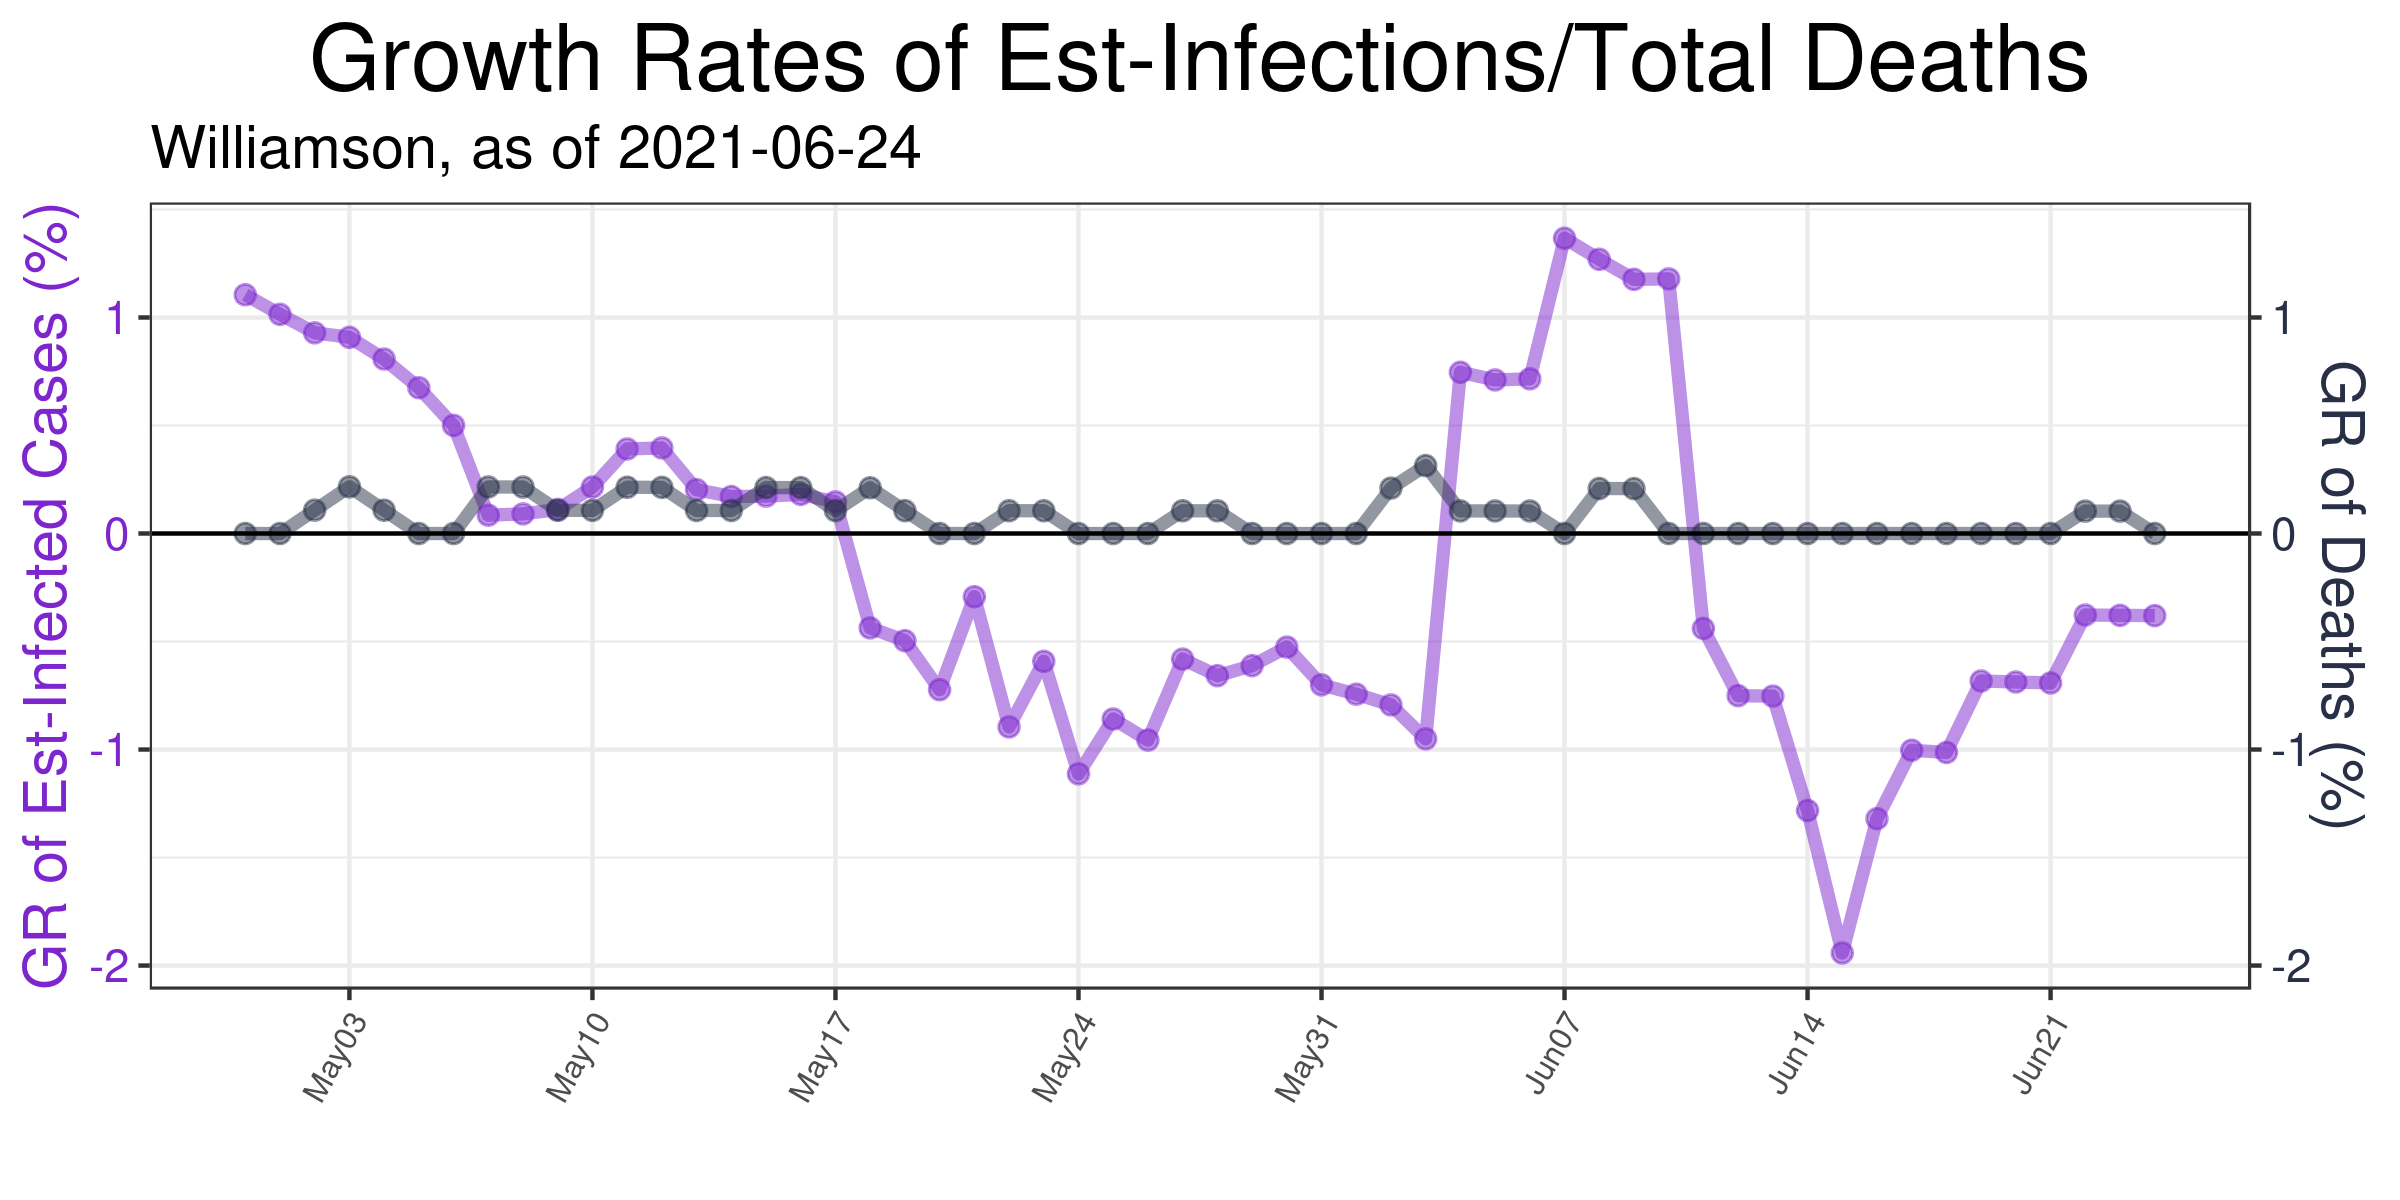 Growth Rates of Est-Infections/Total Deaths
Williamson, as of 2021-06-24
GR of Est-Infected Cases (%)
1
0
-1
-2
1
0
-1
-2
GR of Deaths (%)
May03
May10
May17
May24
May31
Jun07
Jun14
Jun21